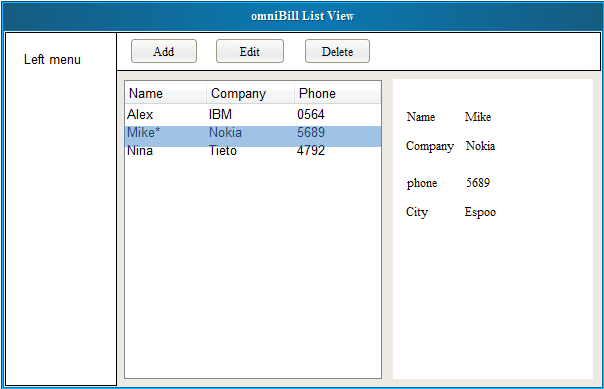 omniBill List View
Left menu
Add Edit Delete
Name Company Phone
Alex IBM 0564
Mike* Nokia 5689
Nina Tieto 4792
Name Mike
Company Nokia
phone 5689
City Espoo